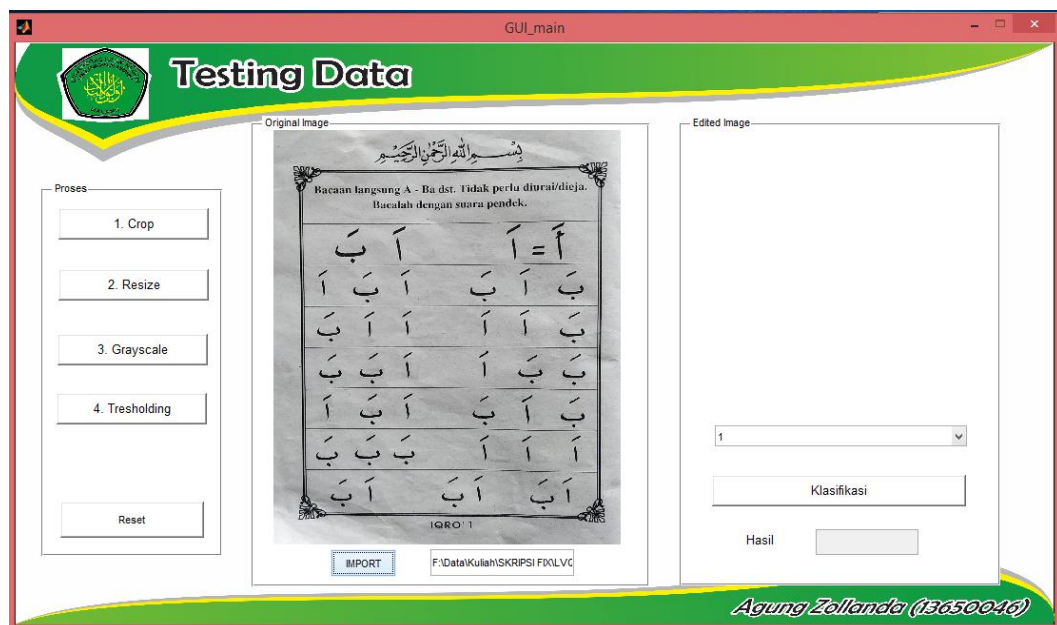 GUI_main
Testing Data
Proses
1. Crop
2. Resize
3. Grayscale
4. Tresholding
Reset
Original Image
بِسْمِ اللهِ الرَّحْمٰنِ الرَّحِيْمِ
Bacaan langsung A - Ba dst. Tidak perlu diurai/dieja.
Bacalah dengan suara pendek.
أَ = اَ اَ بَ
بَ اَ بَ اَ بَ اَ
بَ اَ اَ اَ اَ بَ
بَ بَ اَ اَ بَ بَ
بَ اَ بَ اَ بَ اَ
اَ اَ اَ بَ بَ بَ
اَ بَ اَ بَ اَ بَ
IQRO'1
IMPORT
F:\Data\Kuliah\SKRIPSI FIX\LVQ
Edited Image
1
Klasifikasi
Hasil
Agung Zollanda (13650046)